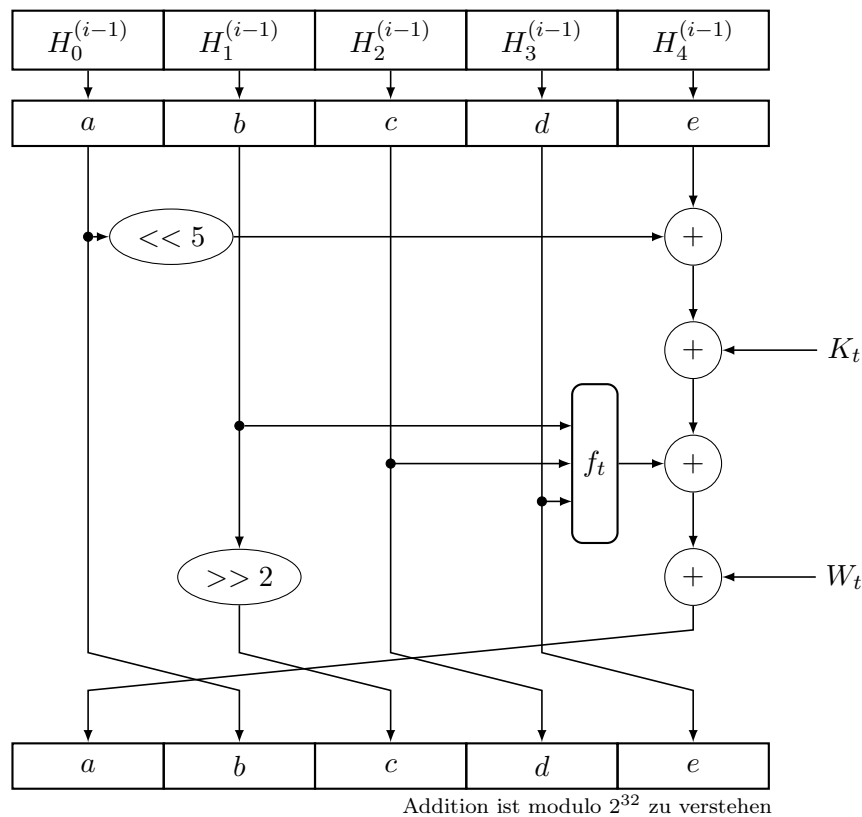 H_0^{(i−1)} H_1^{(i−1)} H_2^{(i−1)} H_3^{(i−1)} H_4^{(i−1)}
a b c d e
<< 5 +
+ K_t
f_t +
>> 2 + W_t
a b c d e
Addition ist modulo 2^{32} zu verstehen